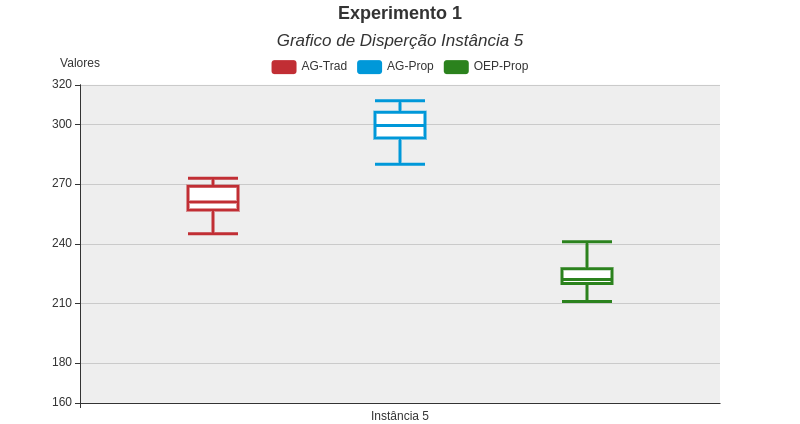 Experimento 1
Grafico de Disperção Instância 5
Valores
AG-Trad AG-Prop OEP-Prop
320
300
270
240
210
180
160
Instância 5